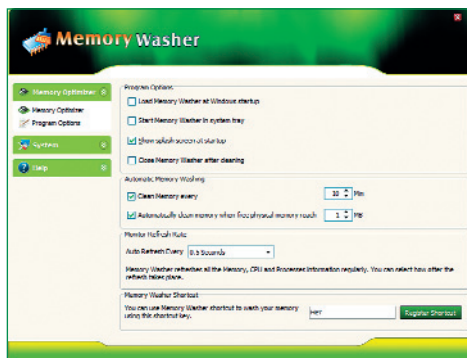 Memory Washer
Memory Optimizer
Memory Optimizer
Program Options
System
Help
Program Options
Load Memory Washer at Windows startup
Start Memory Washer in system tray
Show splash screen at startup
Close Memory Washer after cleaning
Automatic Memory Washing
Clean Memory every 10 Min
Automatically clean memory when free physical memory reach 1 MB
Monitor Refresh Rate
Auto Refresh Every 0.5 Seconds
Memory Washer refreshes all the Memory, CPU and Processes information regularly. You can select how often the
refresh takes place.
Memory Washer Shortcut
You can use Memory Washer shortcut to wash your memory
using this shortcut key. Register Shortcut